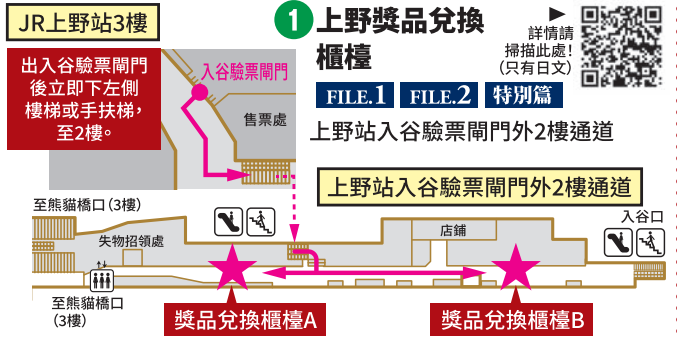 JR上野站3樓
出入谷驗票閘門
後立即下左側
樓梯或手扶梯，
至2樓。
入谷驗票閘門
售票處
1 上野獎品兌換
櫃檯
詳情請
掃描此處！
（只有日文）
FILE.1 FILE.2 特別篇
上野站入谷驗票閘門外2樓通道
上野站入谷驗票閘門外2樓通道
至熊貓橋口（3樓）
失物招領處
店鋪
入谷口
至熊貓橋口
（3樓）
獎品兌換櫃檯A
獎品兌換櫃檯B